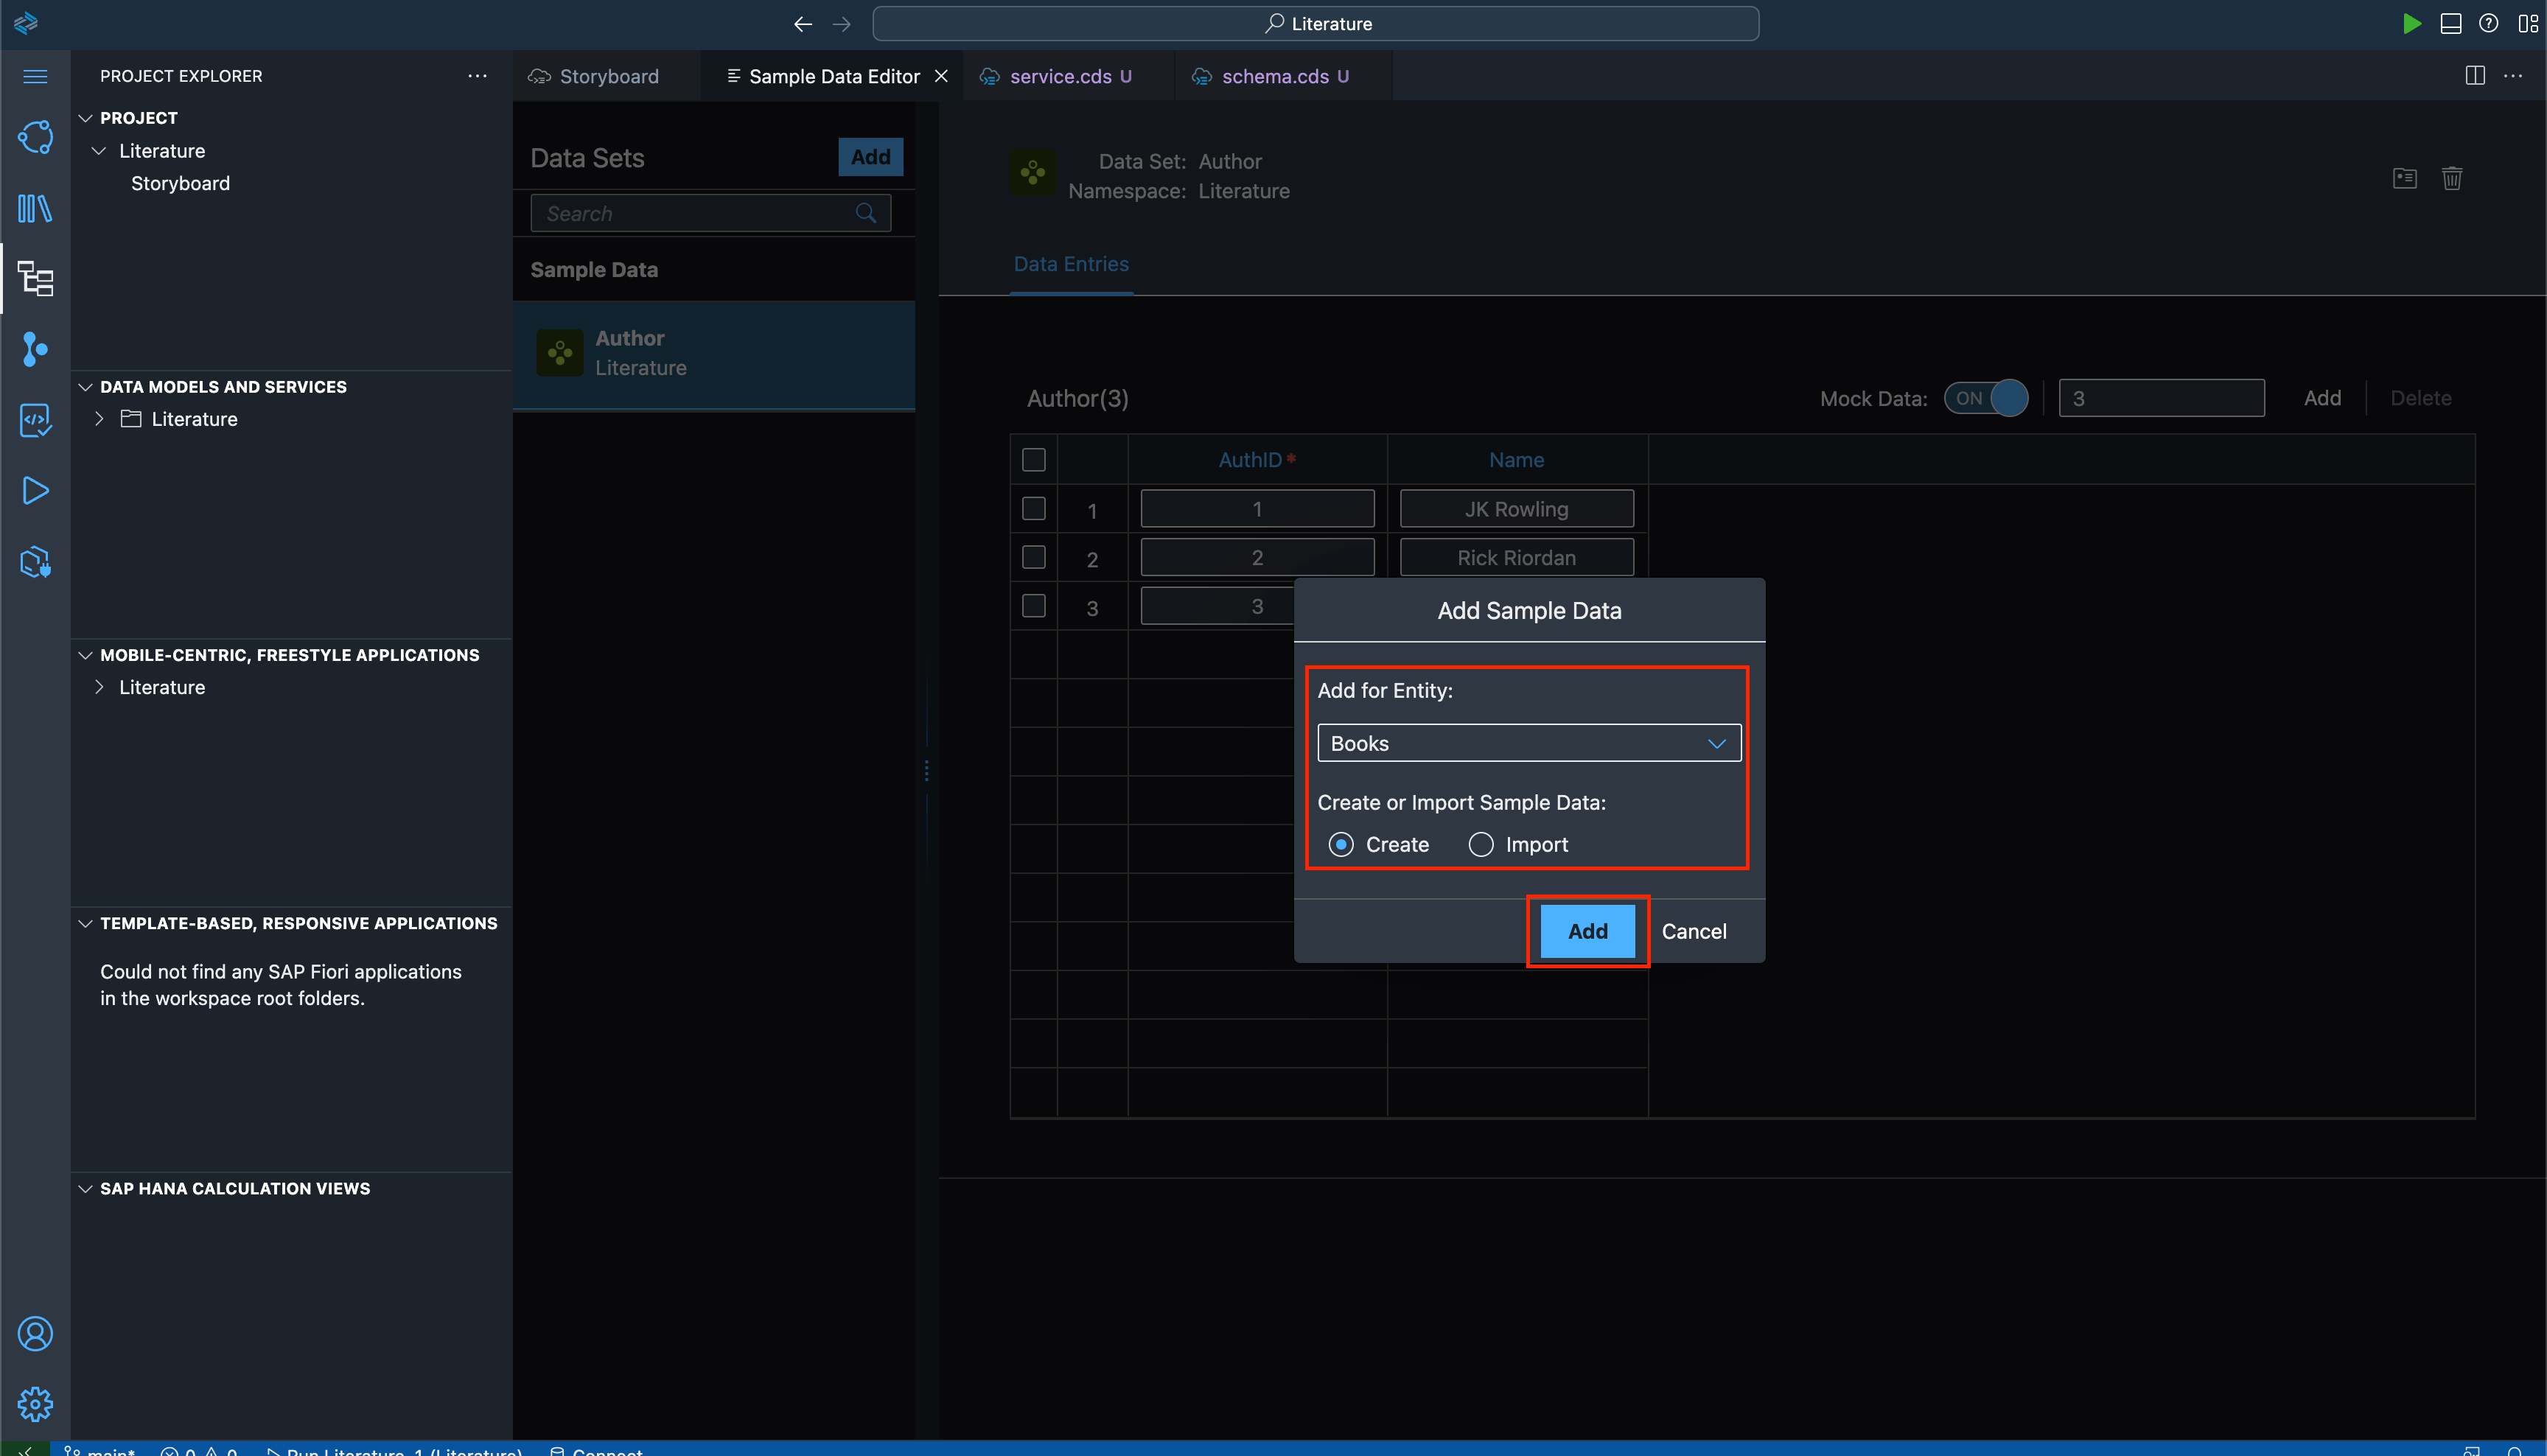 Literature
PROJECT EXPLORER
PROJECT
Literature
Storyboard
DATA MODELS AND SERVICES
Literature
MOBILE-CENTRIC, FREESTYLE APPLICATIONS
Literature
TEMPLATE-BASED, RESPONSIVE APPLICATIONS
Could not find any SAP Fiori applications
in the workspace root folders.
SAP HANA CALCULATION VIEWS
Storyboard
Sample Data Editor
service.cds U
schema.cds U
Data Sets
Add
Search
Sample Data
Author
Literature
Data Set: Author
Namespace: Literature
Data Entries
Author(3)
Mock Data: ON 3 Add Delete
AuthID* Name
1 1 JK Rowling
2 2 Rick Riordan
3 3
Add Sample Data
Add for Entity:
Books
Create or Import Sample Data:
Create Import
Add Cancel
main* 0 0 Run Literature-1 (Literature) Connect